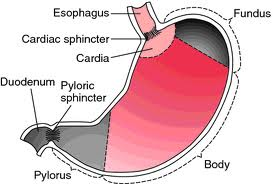 Esophagus
Fundus
Cardiac sphincter
Cardia
Duodenum
Pyloric
sphincter
Pylorus
Body